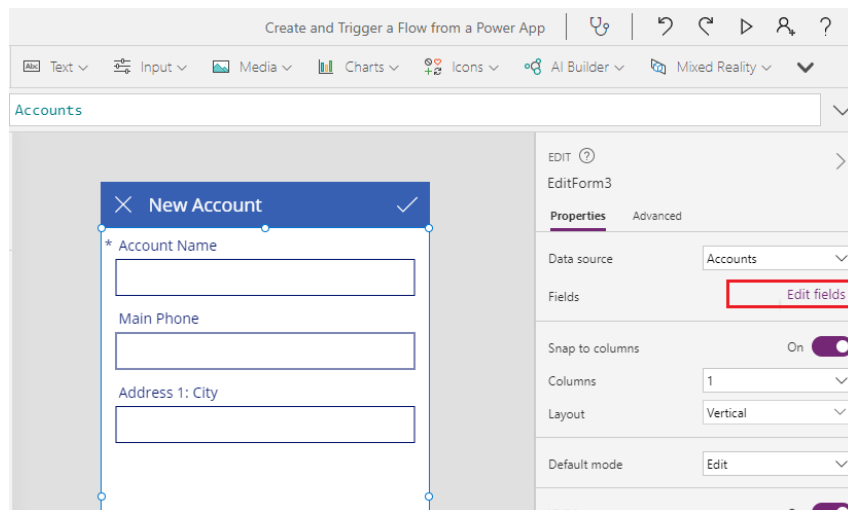 Create and Trigger a Flow from a Power App
Abc Text Input Media Charts Icons AI Builder Mixed Reality
Accounts
EDIT
EditForm3
Properties Advanced
New Account
* Account Name
Main Phone
Address 1: City
Data source Accounts
Fields Edit fields
Snap to columns On
Columns 1
Layout Vertical
Default mode Edit